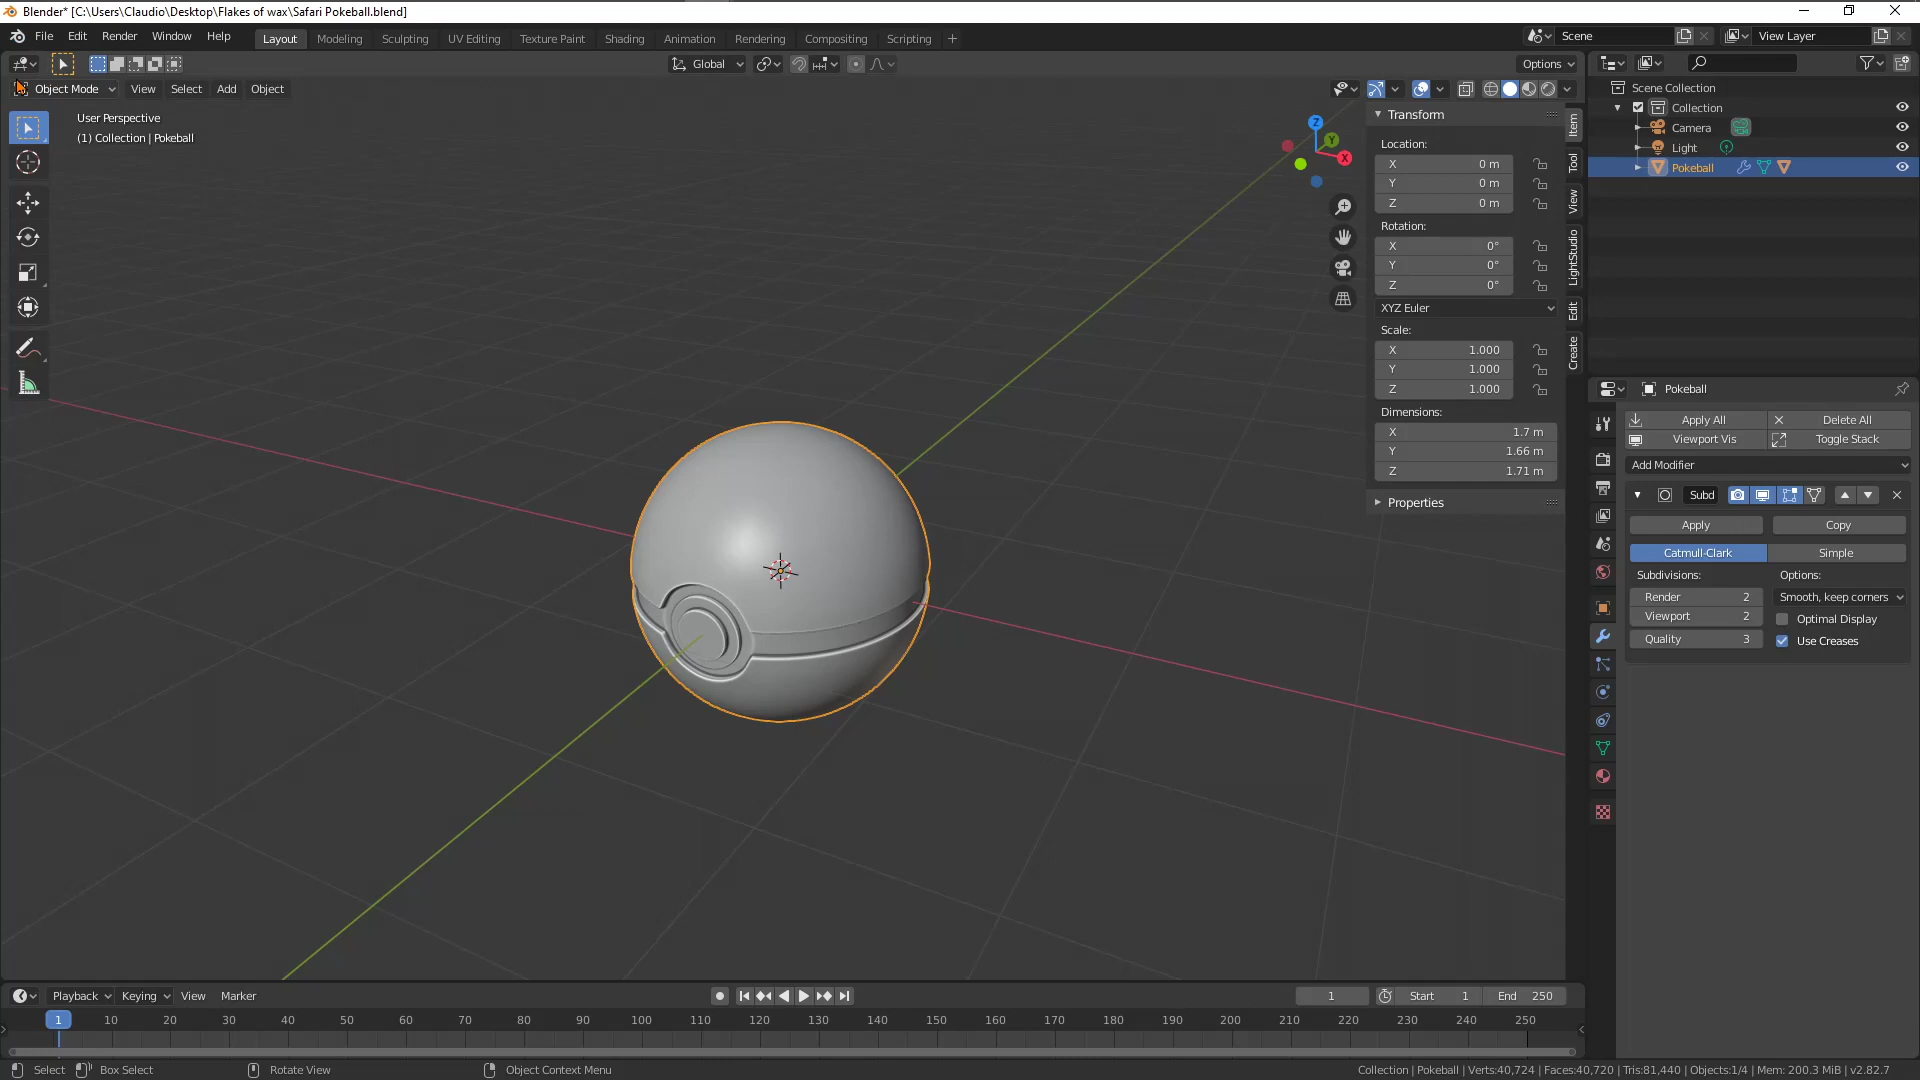 Blender* [C:\Users\Claudio\Desktop\Flakes of wax\Safari Pokeball.blend]
File Edit Render Window Help Layout Modeling Sculpting UV Editing Texture Paint Shading Animation Rendering Compositing Scripting + Scene View Layer
Global Options
Object Mode View Select Add Object
User Perspective
(1) Collection | Pokeball
Z
Y
X
Transform
Location:
X 0 m
Y 0 m
Z 0 m
Rotation:
X 0°
Y 0°
Z 0°
XYZ Euler
Scale:
X 1.000
Y 1.000
Z 1.000
Dimensions:
X 1.7 m
Y 1.66 m
Z 1.71 m
Properties
Item
Tool
View
LightStudio
Edit
Create
Scene Collection
Collection
Camera
Light
Pokeball
Pokeball
Apply All Delete All
Viewport Vis Toggle Stack
Add Modifier
Subd
Apply Copy
Catmull-Clark Simple
Subdivisions: Options:
Render 2 Smooth, keep corners
Viewport 2 Optimal Display
Quality 3 Use Creases
Playback Keying View Marker 1 Start 1 End 250
1 10 20 30 40 50 60 70 80 90 100 110 120 130 140 150 160 170 180 190 200 210 220 230 240 250
Select Box Select Rotate View Object Context Menu Collection | Pokeball | Verts:40,724 | Faces:40,720 | Tris:81,440 | Objects:1/4 | Mem: 200.3 MiB | v2.82.7